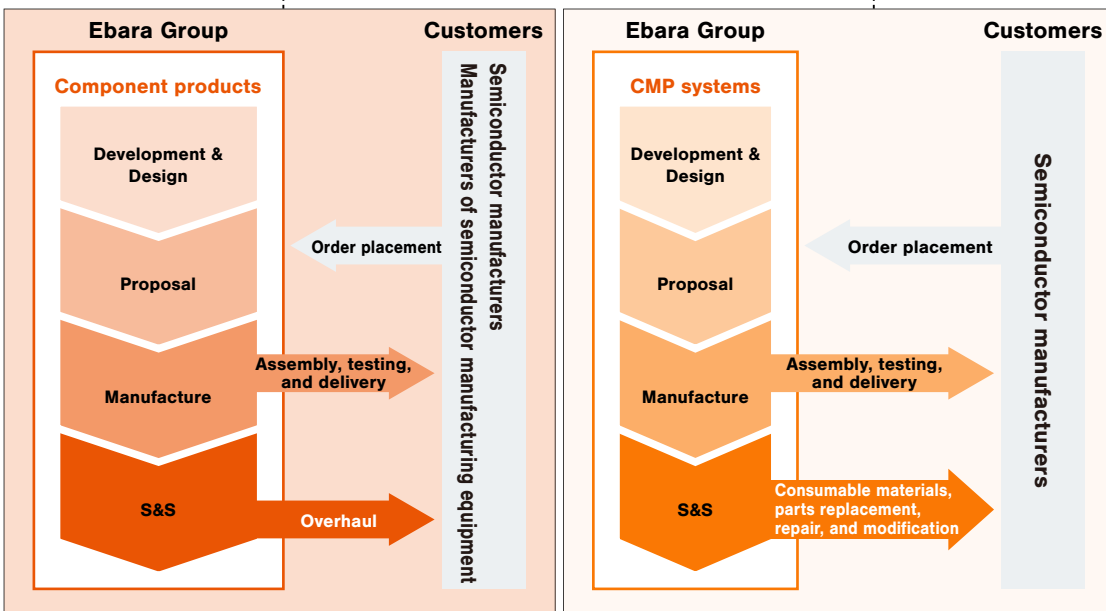 Ebara Group
Customers
Component products
Development &
Design
Proposal
Manufacture
S&S
Order placement
Assembly, testing,
and delivery
Overhaul
Semiconductor manufacturers
Manufacturers of semiconductor manufacturing equipment
Ebara Group
Customers
CMP systems
Development &
Design
Proposal
Manufacture
S&S
Order placement
Assembly, testing,
and delivery
Consumable materials,
parts replacement,
repair, and modification
Semiconductor manufacturers